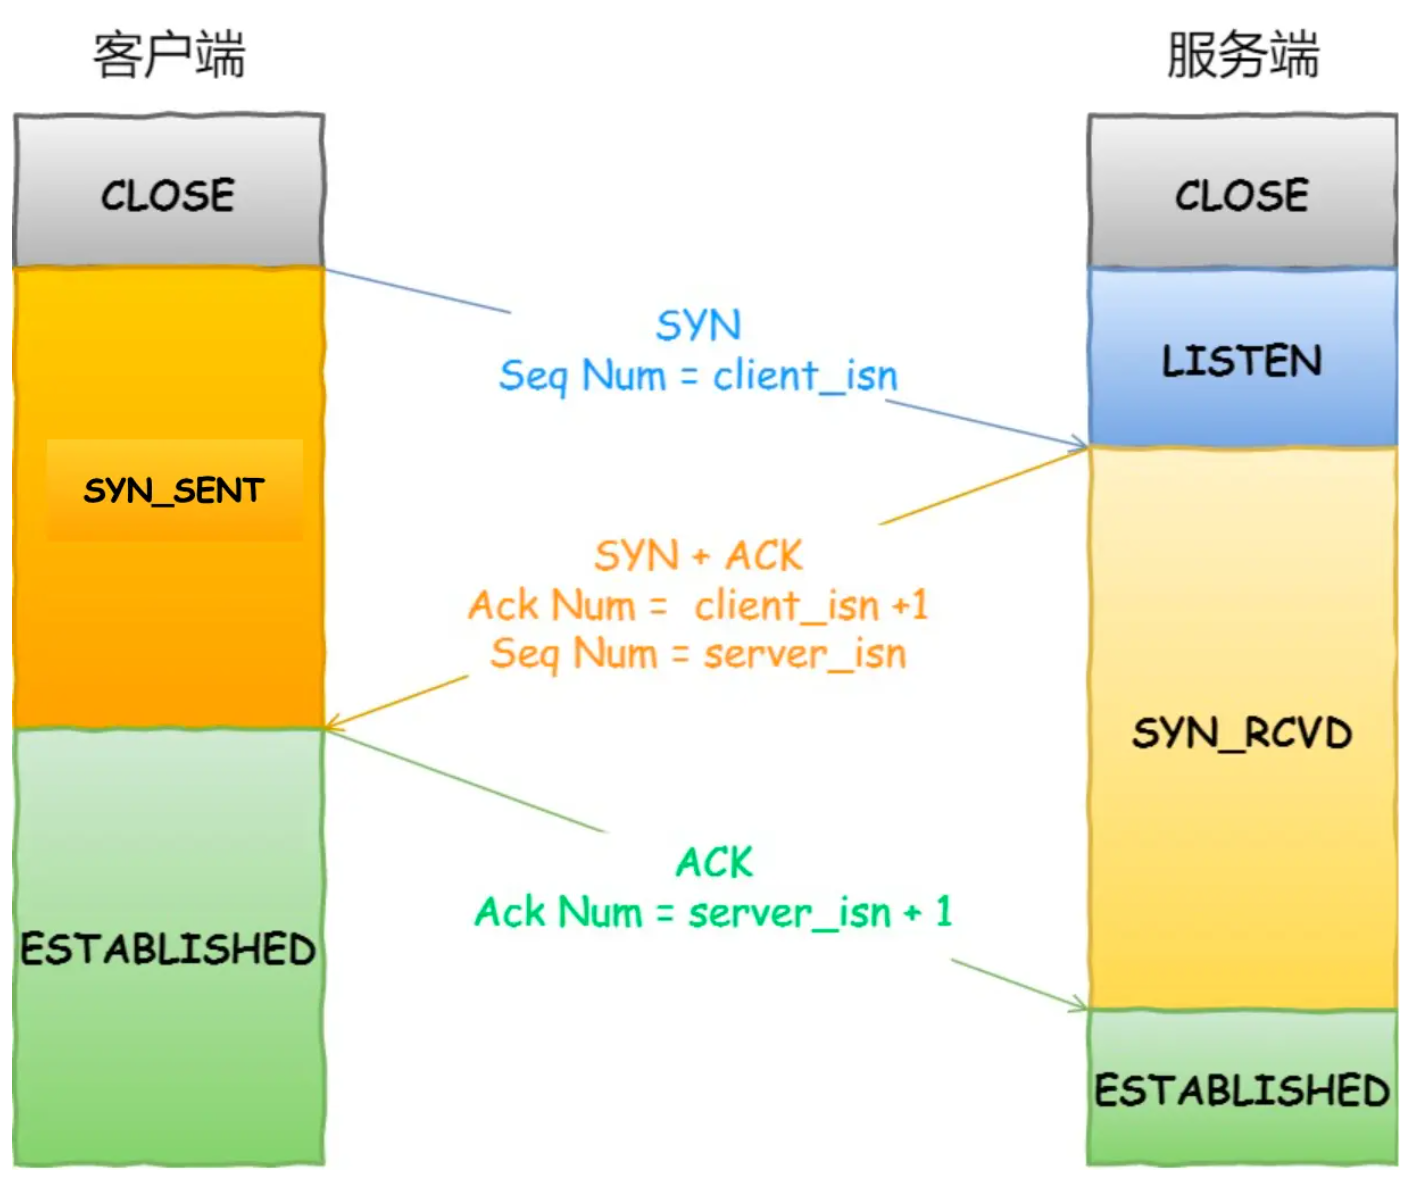 客户端
服务端
CLOSE
CLOSE
SYN
Seq Num = client_isn
LISTEN
SYN_SENT
SYN + ACK
Ack Num = client_isn +1
Seq Num = server_isn
SYN_RCVD
ACK
Ack Num = server_isn + 1
ESTABLISHED
ESTABLISHED